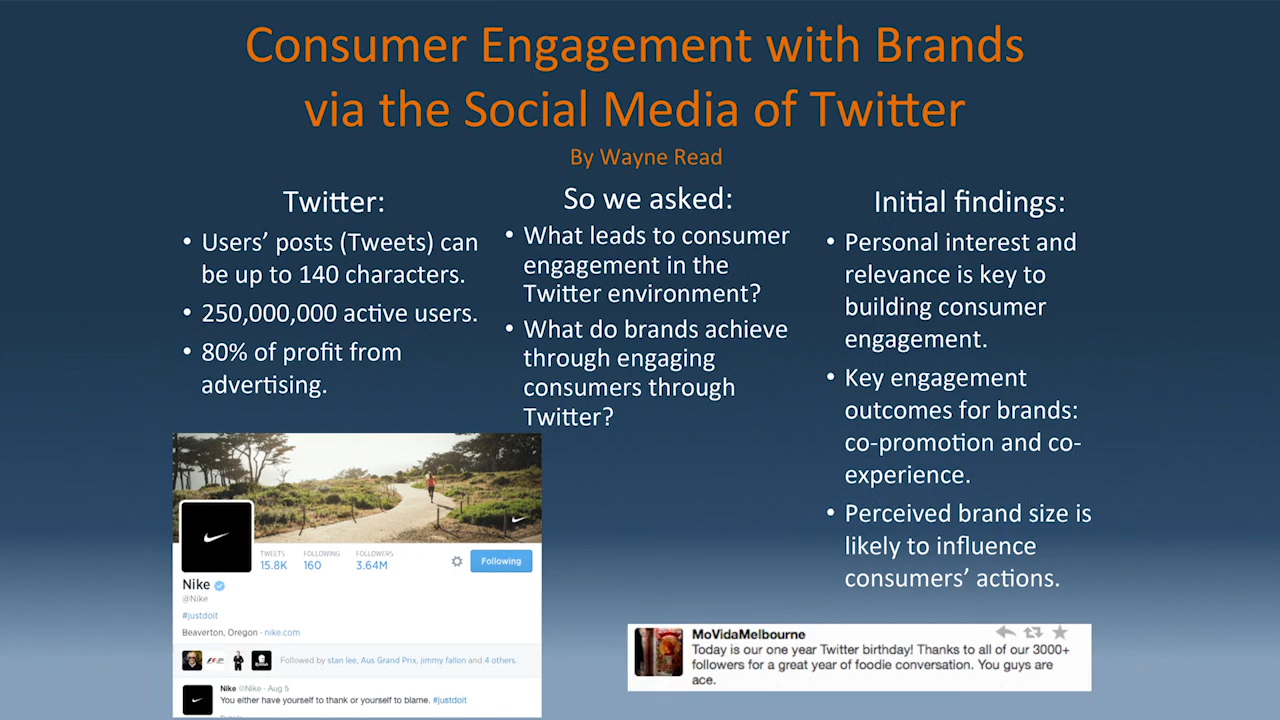 Consumer Engagement with Brands
via the Social Media of Twitter
By Wayne Read
Twitter:
• Users’ posts (Tweets) can
be up to 140 characters.
• 250,000,000 active users.
• 80% of profit from
advertising.
So we asked:
• What leads to consumer
engagement in the
Twitter environment?
• What do brands achieve
through engaging
consumers through
Twitter?
Initial findings:
• Personal interest and
relevance is key to
building consumer
engagement.
• Key engagement
outcomes for brands:
co-promotion and co-
experience.
• Perceived brand size is
likely to influence
consumers’ actions.
TWEETS FOLLOWING FOLLOWERS
15.8K 160 3.64M
Following
Nike
@Nike
#justdoit
Beaverton, Oregon · nike.com
Followed by stan lee, Aus Grand Prix, jimmy fallon and 4 others.
Nike @Nike · Aug 5
You either have yourself to thank or yourself to blame. #justdoit
MoVidaMelbourne
Today is our one year Twitter birthday! Thanks to all of our 3000+
followers for a great year of foodie conversation. You guys are
ace.